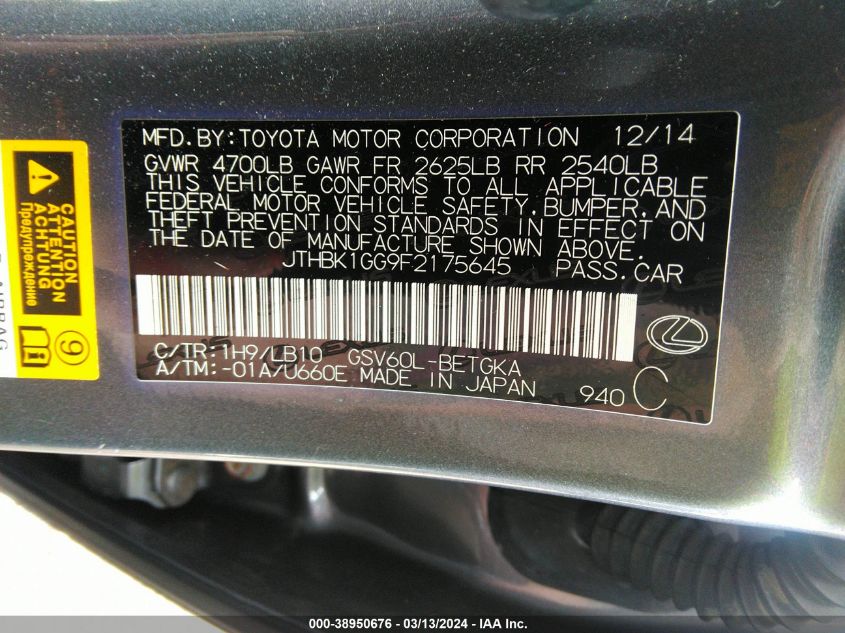 MFD.BY:TOYOTA MOTOR CORPORATION 12/14
GVWR 4700LB GAWR FR 2625LB RR 2540LB
THIS VEHICLE CONFORMS TO ALL APPLICABLE
FEDERAL MOTOR VEHICLE SAFETY,BUMPER,AND
THEFT PREVENTION STANDARDS IN EFFECT ON
THE DATE OF MANUFACTURE SHOWN ABOVE.
JTHBK1GG9F2175645 PASS.CAR
C/TR:1H9/LB10 GSV60L-BETGKA
A/TM:-01A/U660E MADE IN JAPAN 940 C
CAUTION
ATTENTION
ACHTUNG
Предупреждение
9
AIRBAG
000-38950676 / 03/13/2024 - IAA Inc.